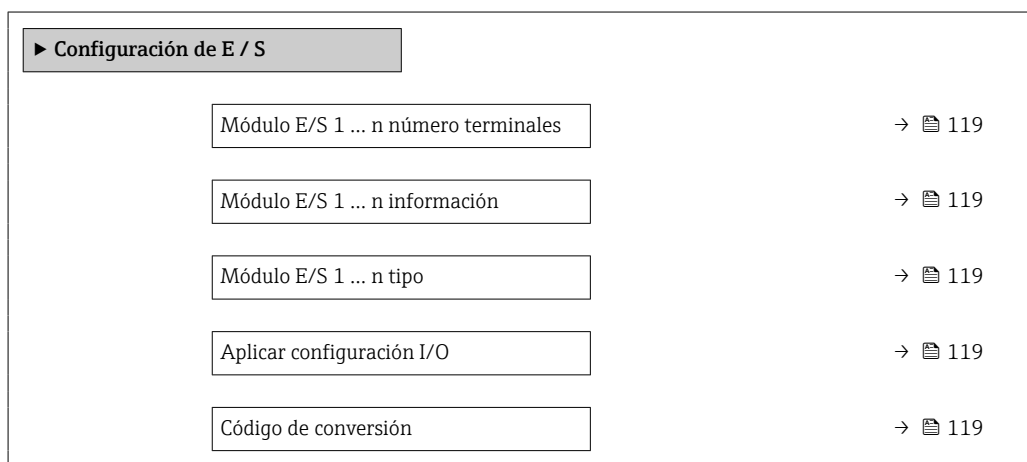 ▶ Configuración de E / S
Módulo E/S 1 ... n número terminales → 119
Módulo E/S 1 ... n información → 119
Módulo E/S 1 ... n tipo → 119
Aplicar configuración I/O → 119
Código de conversión → 119